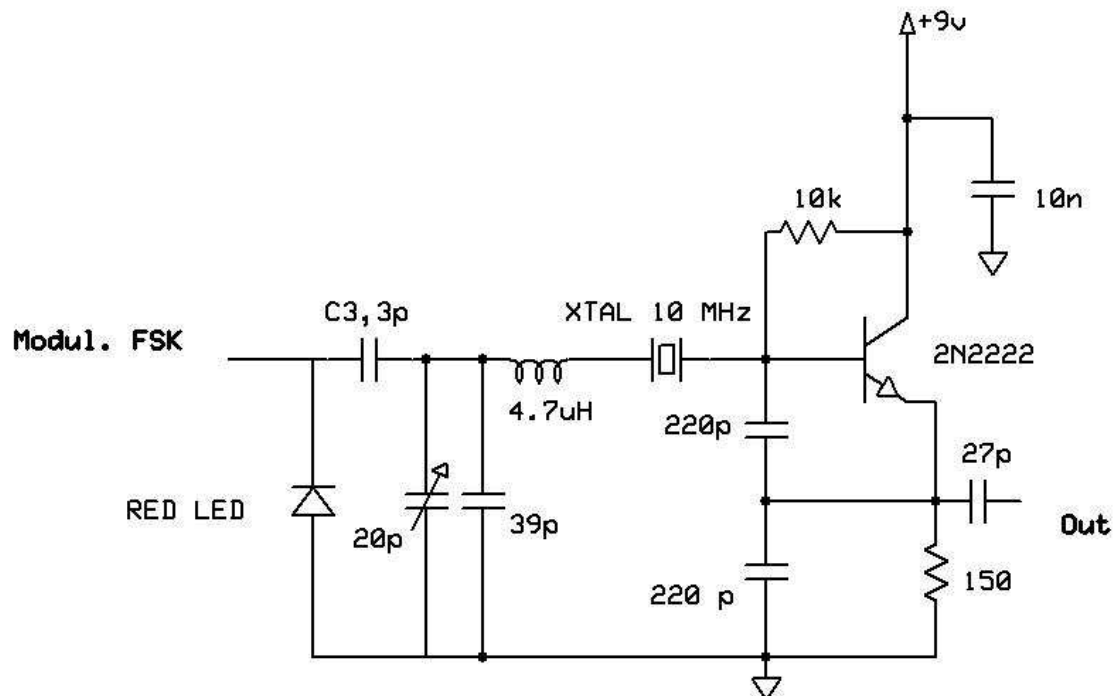 +9v
10k
10n
C3,3p
XTAL 10 MHz
Modul. FSK
2N2222
4.7uH
220p
27p
RED LED
20p
39p
Out
220 p
150